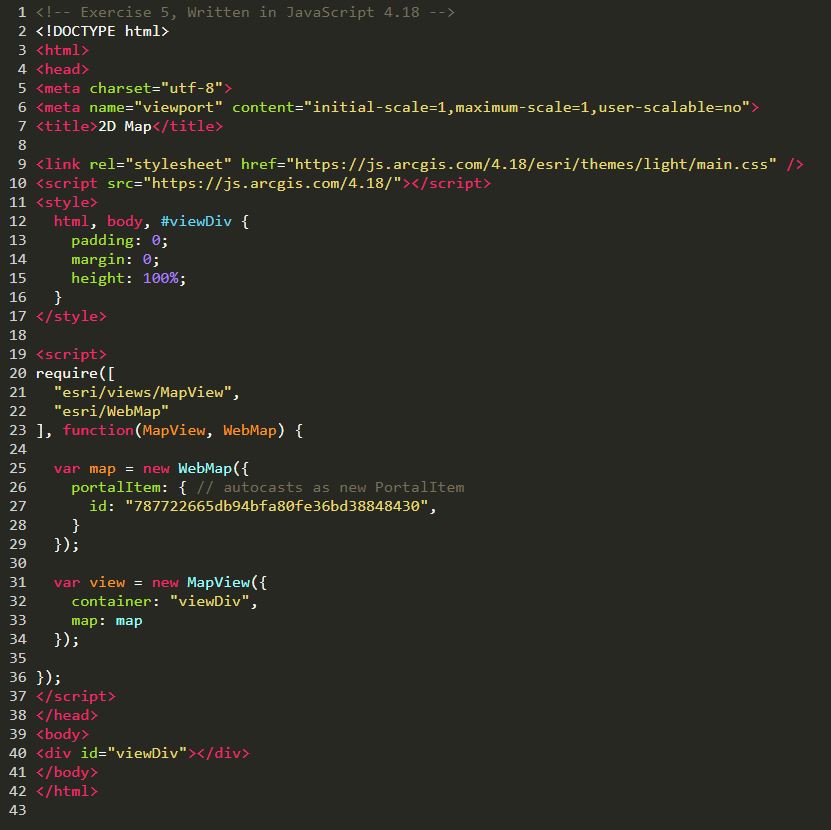 1 <!-- Exercise 5, Written in JavaScript 4.18 -->
2 <!DOCTYPE html>
3 <html>
4 <head>
5 <meta charset="utf-8">
6 <meta name="viewport" content="initial-scale=1,maximum-scale=1,user-scalable=no">
7 <title>2D Map</title>
8
9 <link rel="stylesheet" href="https://js.arcgis.com/4.18/esri/themes/light/main.css" />
10 <script src="https://js.arcgis.com/4.18/"></script>
11 <style>
12   html, body, #viewDiv {
13     padding: 0;
14     margin: 0;
15     height: 100%;
16   }
17 </style>
18
19 <script>
20 require([
21   "esri/views/MapView",
22   "esri/WebMap"
23 ], function(MapView, WebMap) {
24
25   var map = new WebMap({
26     portalItem: { // autocasts as new PortalItem
27       id: "787722665db94bfa80fe36bd38848430",
28     }
29   });
30
31   var view = new MapView({
32     container: "viewDiv",
33     map: map
34   });
35
36 });
37 </script>
38 </head>
39 <body>
40 <div id="viewDiv"></div>
41 </body>
42 </html>
43